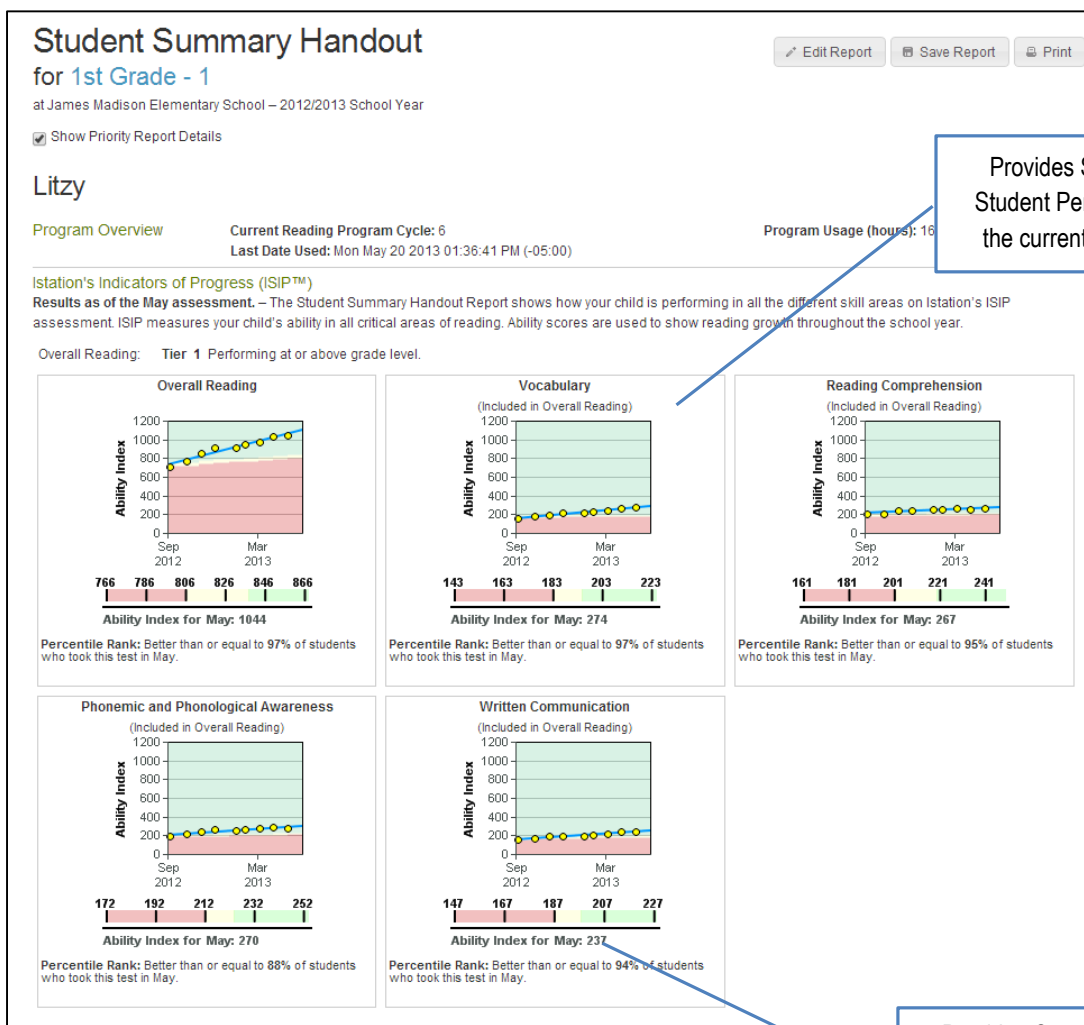 Student Summary Handout
Edit Report
Save Report
Print
for 1st Grade - 1
at James Madison Elementary School – 2012/2013 School Year
Show Priority Report Details
Provides
Student
the current
Litzy
Program Overview
Current Reading Program Cycle: 6
Program Usage (hours): 16
Last Date Used: Mon May 20 2013 01:36:41 PM (-05:00)
Istation's Indicators of Progress (ISIP™)
Results as of the May assessment. – The Student Summary Handout Report shows how your child is performing in all the different skill areas on Istation's ISIP
assessment. ISIP measures your child's ability in all critical areas of reading. Ability scores are used to show reading growth throughout the school year.
Overall Reading: Tier 1 Performing at or above grade level.
Overall Reading
Ability Index
1200
1000
800
600
400
200
0
Sep
2012
Mar
2013
766 786 806 826 846 866
Ability Index for May: 1044
Percentile Rank: Better than or equal to 97% of students
who took this test in May.
Vocabulary
(Included in Overall Reading)
Ability Index
1200
1000
800
600
400
200
0
Sep
2012
Mar
2013
143 163 183 203 223
Ability Index for May: 274
Percentile Rank: Better than or equal to 97% of students
who took this test in May.
Reading Comprehension
(Included in Overall Reading)
Ability Index
1200
1000
800
600
400
200
0
Sep
2012
Mar
2013
161 181 201 221 241
Ability Index for May: 267
Percentile Rank: Better than or equal to 95% of students
who took this test in May.
Phonemic and Phonological Awareness
(Included in Overall Reading)
Ability Index
1200
1000
800
600
400
200
0
Sep
2012
Mar
2013
172 192 212 232 252
Ability Index for May: 270
Percentile Rank: Better than or equal to 88% of students
who took this test in May.
Written Communication
(Included in Overall Reading)
Ability Index
1200
1000
800
600
400
200
0
Sep
2012
Mar
2013
147 167 187 207 227
Ability Index for May: 237
Percentile Rank: Better than or equal to 94% of students
who took this test in May.